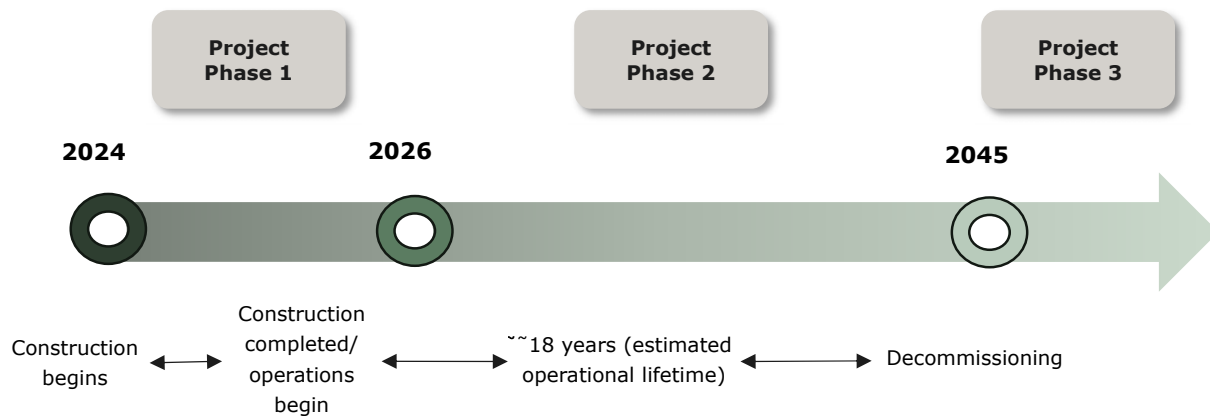 Project
Phase 1
Project
Phase 2
Project
Phase 3
2024
2026
2045
Construction
begins
Construction
completed/
operations
begin
~18 years (estimated
operational lifetime)
Decommissioning